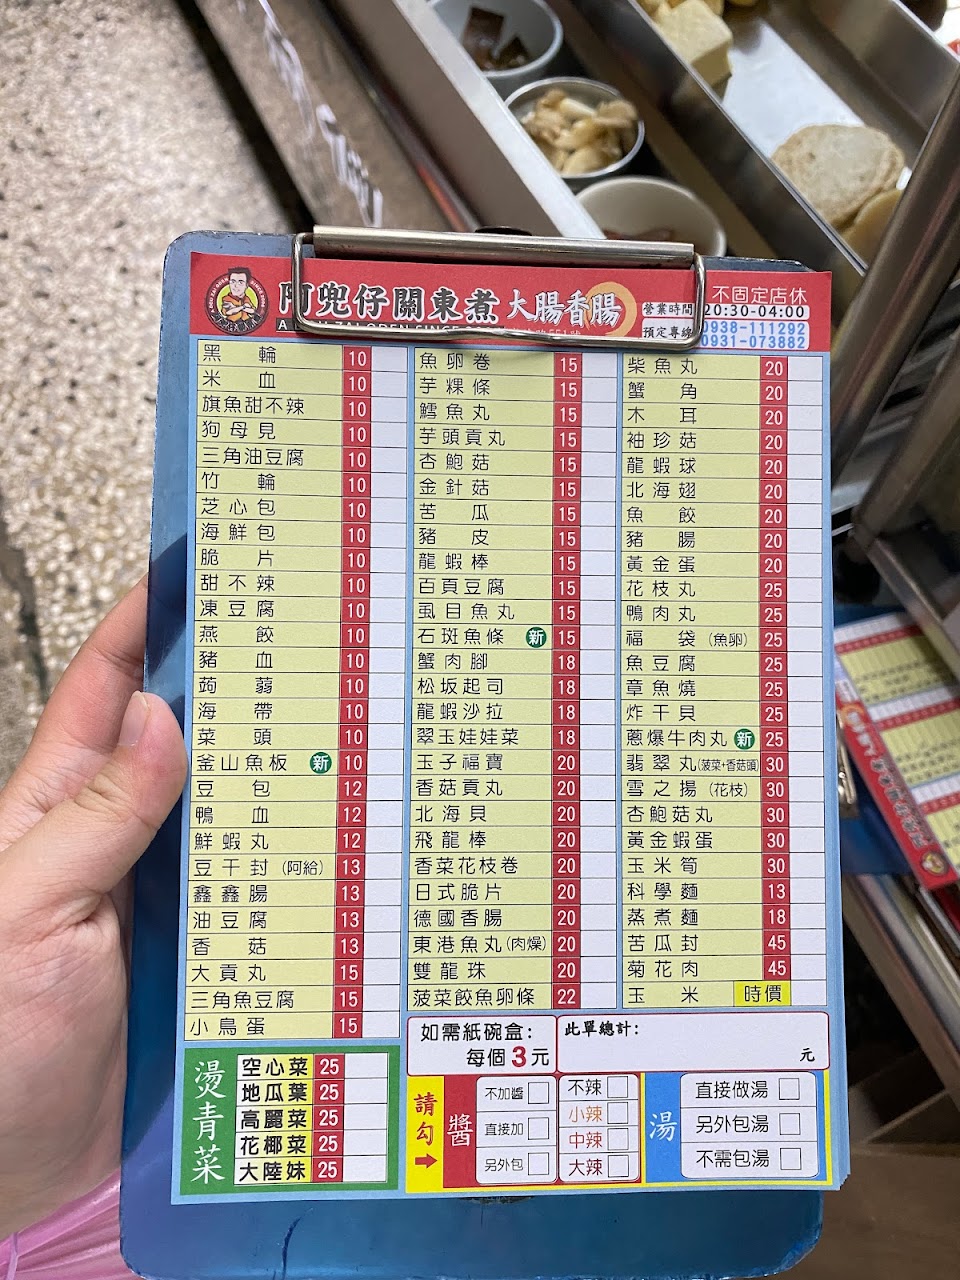 阿兜仔關東煮 大腸香腸
不固定店休
營業時間 20:30-04:00
預定專線 0938-111292
0931-073882
黑輪 10
米血 10
旗魚甜不辣 10
狗母見 10
三角油豆腐 10
竹輪 10
芝心包 10
海鮮包 10
脆片 10
甜不辣 10
凍豆腐 10
燕餃 10
豬血 10
蒟蒻 10
海帶 10
菜頭 10
釜山魚板 新 10
豆包 12
鴨血 12
鮮蝦丸 12
豆干封(阿給) 13
鑫鑫腸 13
油豆腐 13
香菇 13
大貢丸 15
三角魚豆腐 15
小鳥蛋 15
魚卵卷 15
芋粿條 15
鱈魚丸 15
芋頭貢丸 15
杏鮑菇 15
金針菇 15
苦瓜 15
豬皮 15
龍蝦棒 15
百頁豆腐 15
虱目魚丸 15
石斑魚條 新 15
蟹肉腳 18
松坂起司 18
龍蝦沙拉 18
翠玉娃娃菜 18
玉子福寶 20
香菇貢丸 20
北海貝 20
飛龍棒 20
香菜花枝卷 20
日式脆片 20
德國香腸 20
東港魚丸(肉燥) 20
雙龍珠 20
菠菜餃魚卵條 22
柴魚丸 20
蟹角 20
木耳 20
袖珍菇 20
龍蝦球 20
北海翅 20
魚餃 20
豬腸 20
黃金蛋 20
花枝丸 25
鴨肉丸 25
福袋(魚卵) 25
魚豆腐 25
章魚燒 25
炸干貝 25
蔥爆牛肉丸 新 25
翡翠丸(菠菜+香菇頭) 30
雪之揚(花枝) 30
杏鮑菇丸 30
黃金蝦蛋 30
玉米筍 30
科學麵 13
蒸煮麵 18
苦瓜封 45
菊花肉 45
玉米 時價
燙青菜
空心菜 25
地瓜葉 25
高麗菜 25
花椰菜 25
大陸妹 25
如需紙碗盒:
每個3元
此單總計:
元
請勾
醬
不加醬
直接加
另外包
不辣
小辣
中辣
大辣
湯
直接做湯
另外包湯
不需包湯